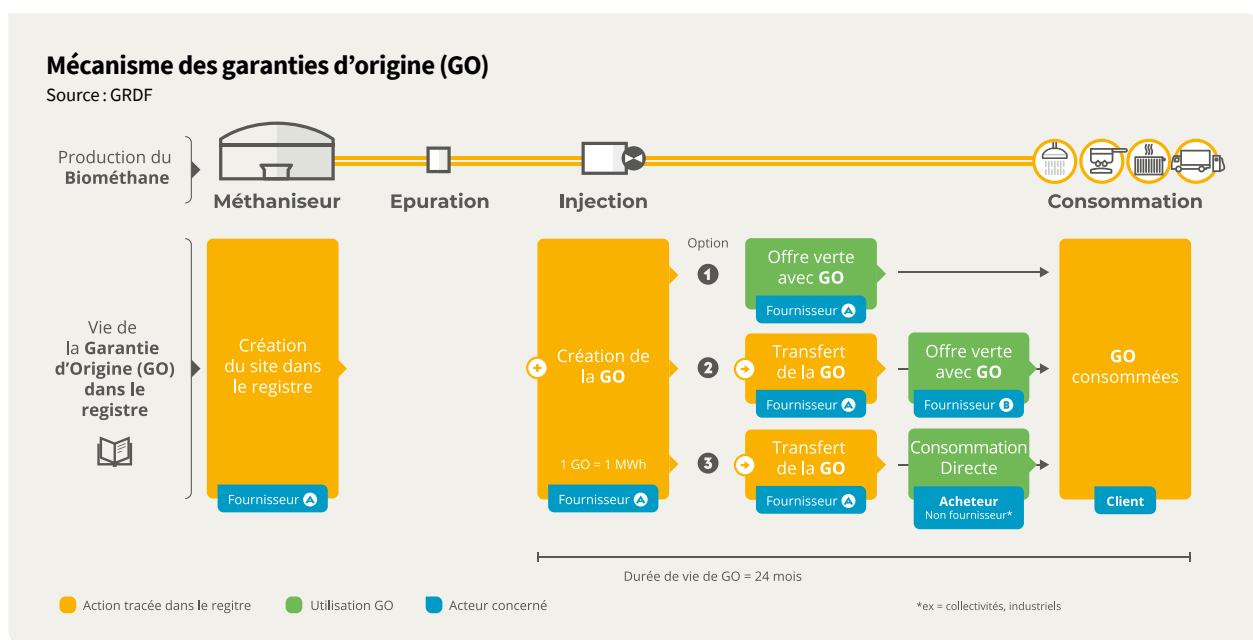 Mécanisme des garanties d'origine (GO)
Source : GRDF
Production du
Biométhane
Méthaniseur
Epuration
Injection
Consommation
Vie de
la Garantie
d'Origine (GO)
dans le
registre
Création
du site dans
le registre
Fournisseur A
Création de
la GO
1 GO = 1 MWh
Fournisseur A
Option
1
Offre verte
avec GO
Fournisseur A
2
Transfert
de la GO
Fournisseur A
Offre verte
avec GO
Fournisseur B
3
Transfert
de la GO
Fournisseur A
Consommation
Directe
Acheteur
Non fournisseur*
GO
consommées
Client
Durée de vie de GO = 24 mois
Action tracée dans le regitre
Utilisation GO
Acteur concerné
*ex = collectivités, industriels